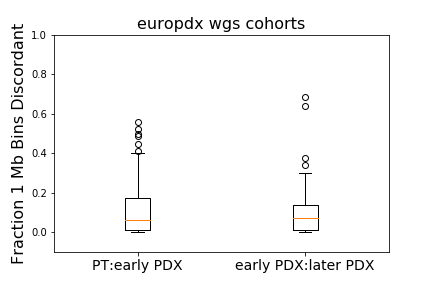 europdx wgs cohorts
Fraction 1 Mb Bins Discordant
1.0
0.8
0.6
0.4
0.2
0.0
PT:early PDX
early PDX:later PDX